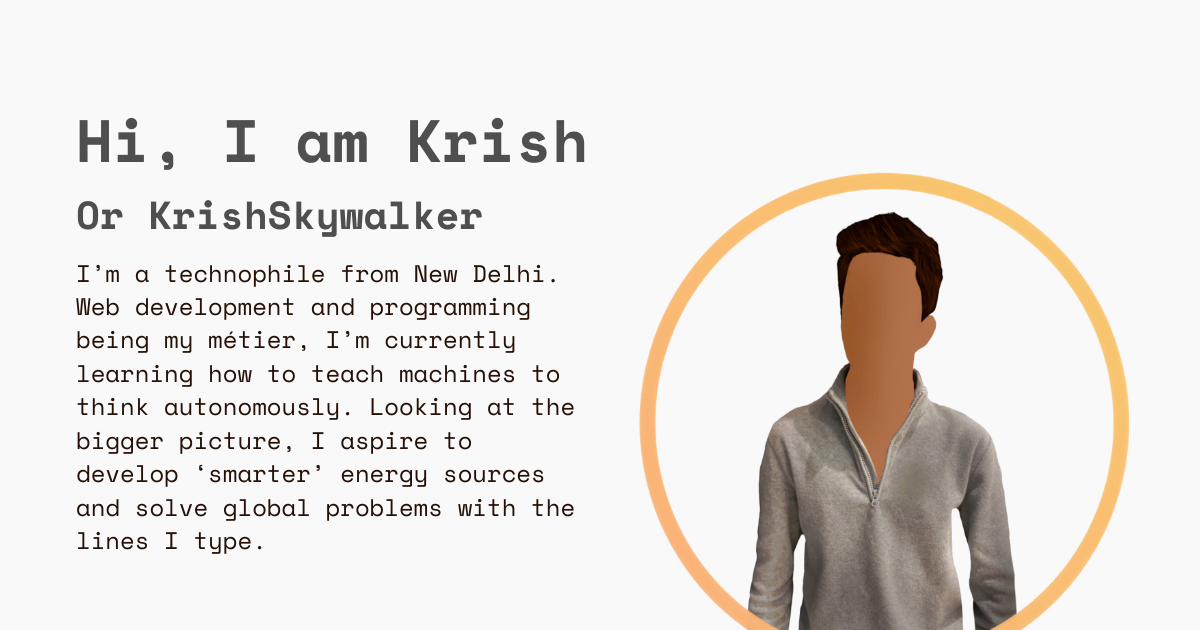 Hi, I am Krish
Or KrishSkywalker
I’m a technophile from New Delhi.
Web development and programming
being my métier, I’m currently
learning how to teach machines to
think autonomously. Looking at the
bigger picture, I aspire to
develop ‘smarter’ energy sources
and solve global problems with the
lines I type.